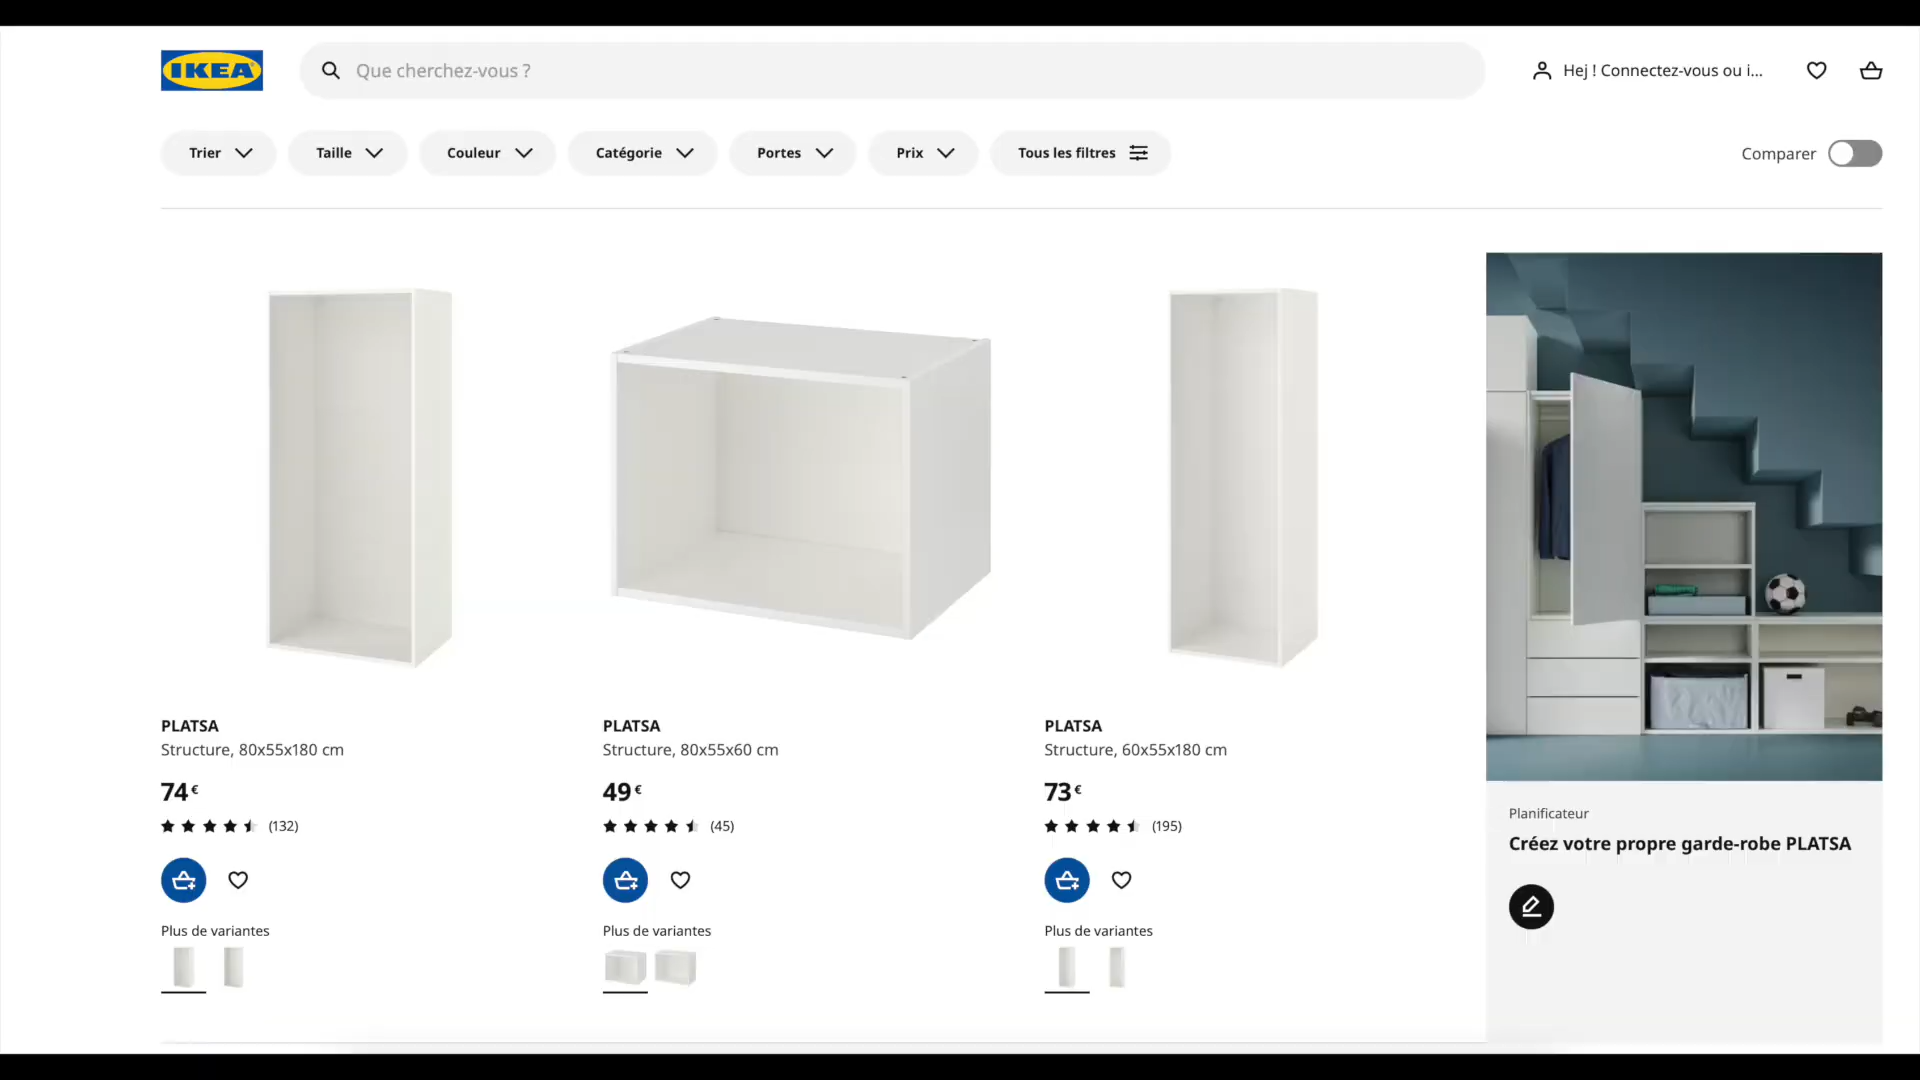 IKEA
Que cherchez-vous ?
Hej ! Connectez-vous ou i...
Trier
Taille
Couleur
Catégorie
Portes
Prix
Tous les filtres
Comparer
PLATSA
Structure, 80x55x180 cm
74€
(132)
Plus de variantes
PLATSA
Structure, 80x55x60 cm
49€
(45)
Plus de variantes
PLATSA
Structure, 60x55x180 cm
73€
(195)
Plus de variantes
Planificateur
Créez votre propre garde-robe PLATSA